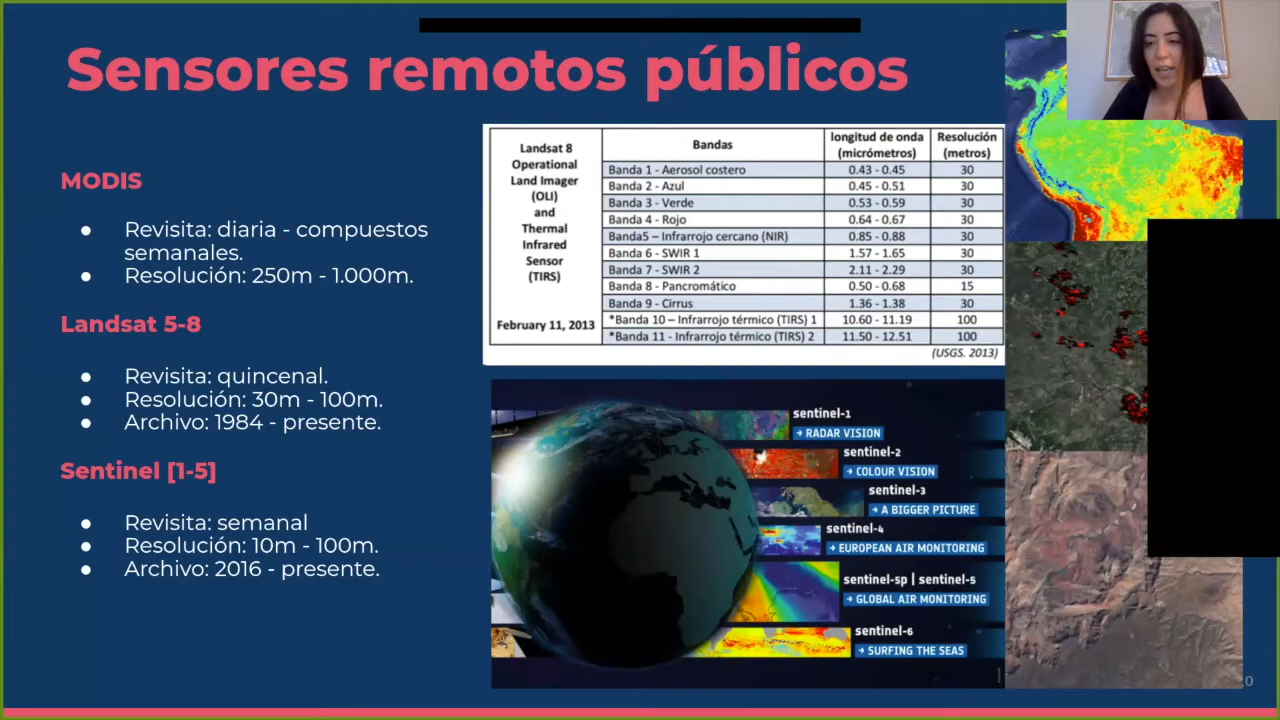 Sensores remotos públicos
MODIS
● Revisita: diaria - compuestos
semanales.
● Resolución: 250m - 1.000m.
Landsat 5-8
● Revisita: quincenal.
● Resolución: 30m - 100m.
● Archivo: 1984 - presente.
Sentinel [1-5]
● Revisita: semanal
● Resolución: 10m - 100m.
● Archivo: 2016 - presente.
Landsat 8
Operational
Land Imager
(OLI)
and
Thermal
Infrared
Sensor
(TIRS)
February 11, 2013
Bandas longitud de onda (micrómetros) Resolución (metros)
Banda 1 - Aerosol costero 0.43 - 0.45 30
Banda 2 - Azul 0.45 - 0.51 30
Banda 3 - Verde 0.53 - 0.59 30
Banda 4 - Rojo 0.64 - 0.67 30
Banda5 – Infrarrojo cercano (NIR) 0.85 - 0.88 30
Banda 6 - SWIR 1 1.57 - 1.65 30
Banda 7 - SWIR 2 2.11 - 2.29 30
Banda 8 - Pancromático 0.50 - 0.68 15
Banda 9 - Cirrus 1.36 - 1.38 30
*Banda 10 – Infrarrojo térmico (TIRS) 1 10.60 - 11.19 100
*Banda 11 - Infrarrojo térmico (TIRS) 2 11.50 - 12.51 100
(USGS. 2013)
sentinel-1
→ RADAR VISION
sentinel-2
→ COLOUR VISION
sentinel-3
→ A BIGGER PICTURE
sentinel-4
→ EUROPEAN AIR MONITORING
sentinel-5p | sentinel-5
→ GLOBAL AIR MONITORING
sentinel-6
→ SURFING THE SEAS